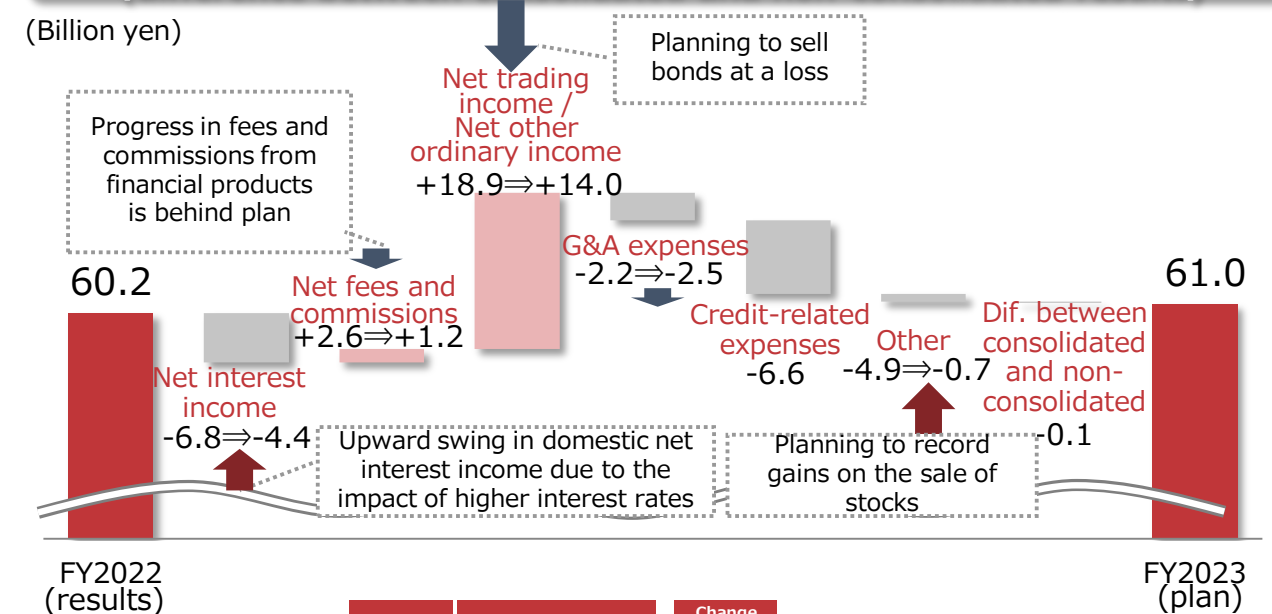 (Billion yen)
Planning to sell
bonds at a loss
Net trading
income /
Net other
ordinary income
+18.9⇒+14.0
Progress in fees and
commissions from
financial products
is behind plan
G&A expenses
-2.2⇒-2.5
60.2
61.0
Net fees and
commissions
+2.6⇒+1.2
Credit-related
expenses
-6.6
Other
-4.9⇒-0.7
Dif. between
consolidated
and non-
consolidated
-0.1
Net interest
income
-6.8⇒-4.4
Upward swing in domestic net
interest income due to the
impact of higher interest rates
Planning to record
gains on the sale of
stocks
FY2022
(results)
FY2023
(plan)
Change